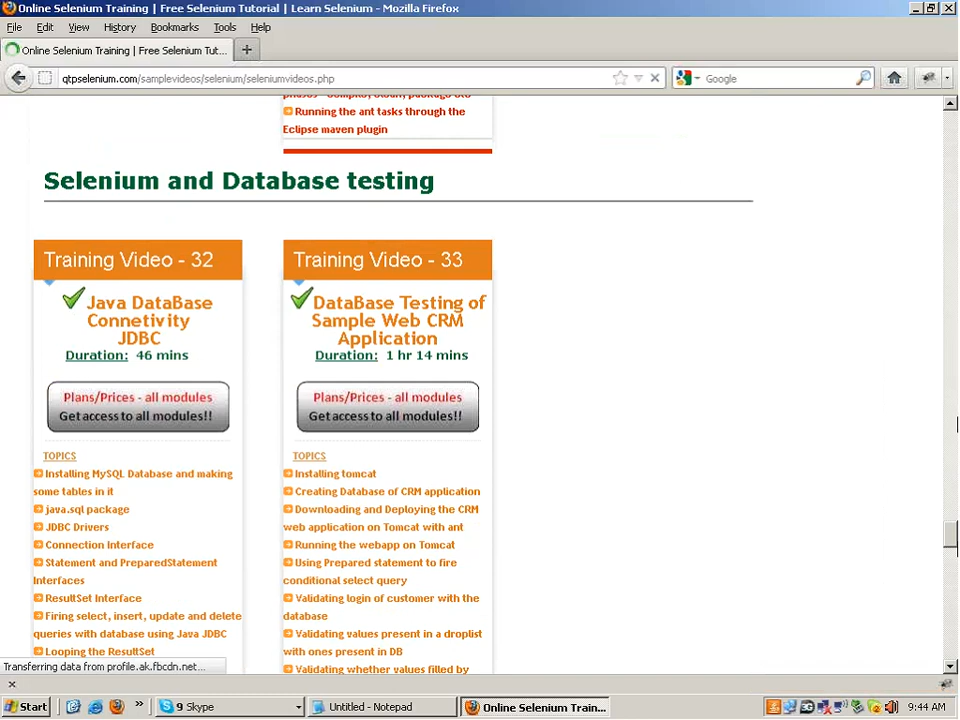 Online Selenium Training | Free Selenium Tutorial | Learn Selenium - Mozilla Firefox
File Edit View History Bookmarks Tools Help
Online Selenium Training | Free Selenium Tut... +
qtpselenium.com/samplevideos/selenium/seleniumvideos.php
Google
Running the ant tasks through the
Eclipse maven plugin
Selenium and Database testing
Training Video - 32
Java DataBase
Connetivity
JDBC
Duration: 46 mins
Plans/Prices - all modules
Get access to all modules!!
TOPICS
Installing MySQL Database and making
some tables in it
java.sql package
JDBC Drivers
Connection Interface
Statement and PreparedStatement
Interfaces
ResultSet Interface
Firing select, insert, update and delete
queries with database using Java JDBC
Looping the ResultSet
Training Video - 33
DataBase Testing of
Sample Web CRM
Application
Duration: 1 hr 14 mins
Plans/Prices - all modules
Get access to all modules!!
TOPICS
Installing tomcat
Creating Database of CRM application
Downloading and Deploying the CRM
web application on Tomcat with ant
Running the webapp on Tomcat
Using Prepared statement to fire
conditional select query
Validating login of customer with the
database
Validating values present in a droplist
with ones present in DB
Validating whether values filled by
Transferring data from profile.ak.fbcdn.net...
Start
9 Skype
Untitled - Notepad
Online Selenium Train...
9:44 AM